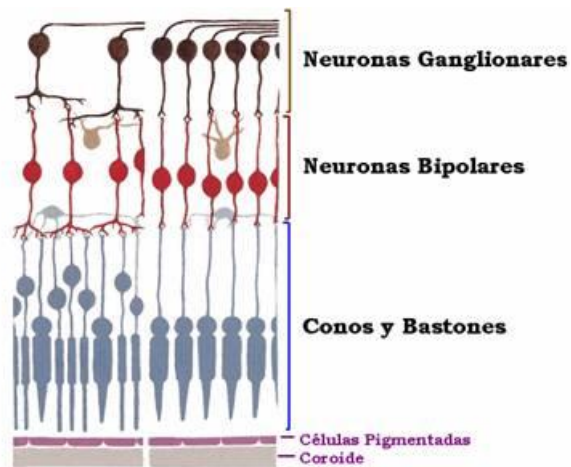 Neuronas Ganglionares
Neuronas Bipolares
Conos y Bastones
Células Pigmentadas
Coroide